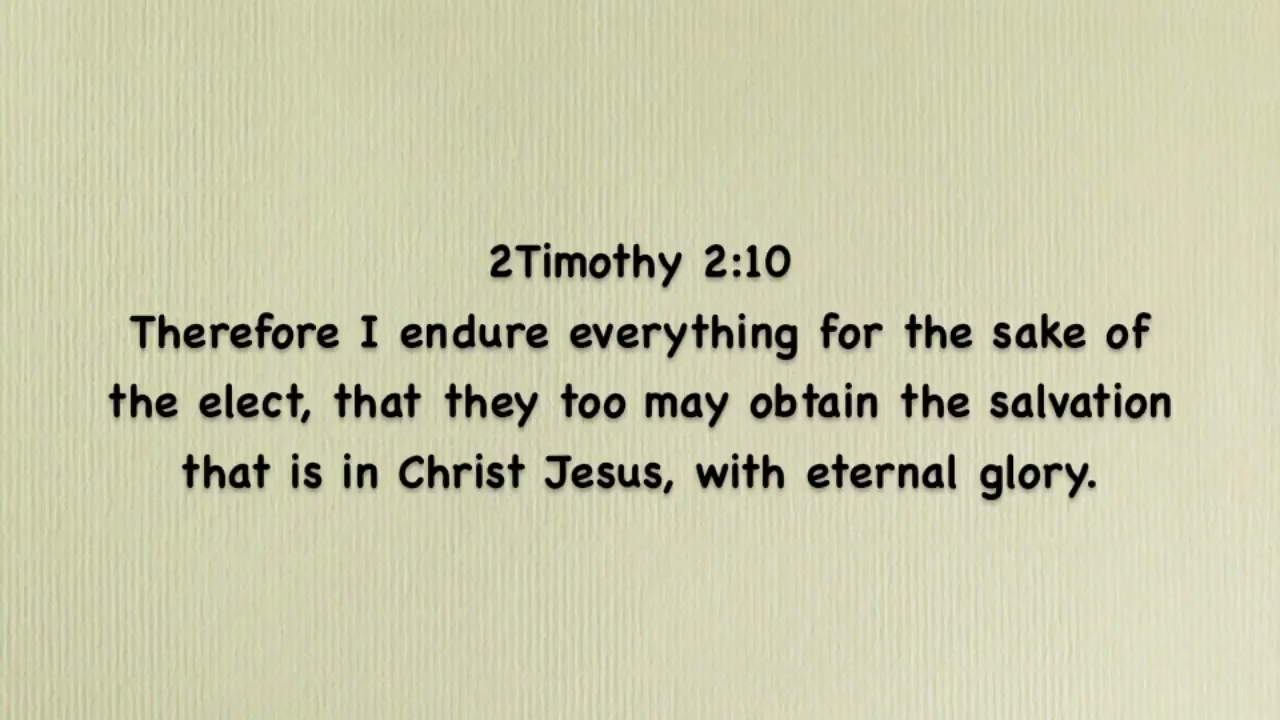 2Timothy 2:10
Therefore I endure everything for the sake of
the elect, that they too may obtain the salvation
that is in Christ Jesus, with eternal glory.